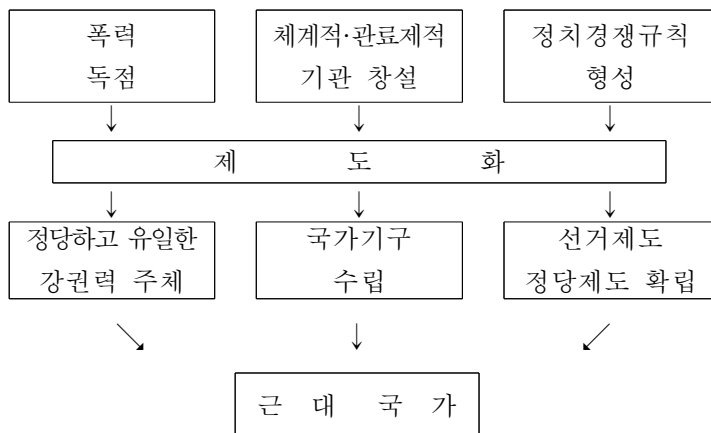 폭력
독점
체계적·관료제적
기관 창설
정치경쟁규칙
형성
제 도 화
정당하고 유일한
강권력 주체
국가기구
수립
선거제도
정당제도 확립
근 대 국 가